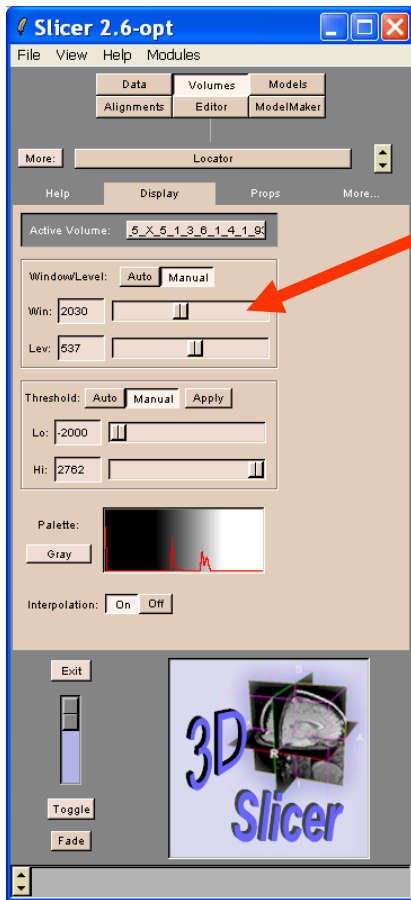 Slicer 2.6-opt
File View Help Modules
Data Volumes Models
Alignments Editor ModelMaker
More: Locator
Help Display Props More...
Active Volume: _5_X_5_1_3_6_1_4_1_93
Window/Level: Auto Manual
Win: 2030
Lev: 537
Threshold: Auto Manual Apply
Lo: -2000
Hi: 2762
Palette:
Gray
Interpolation: On Off
Exit
Toggle
Fade
S
A
R
I
3D
Slicer